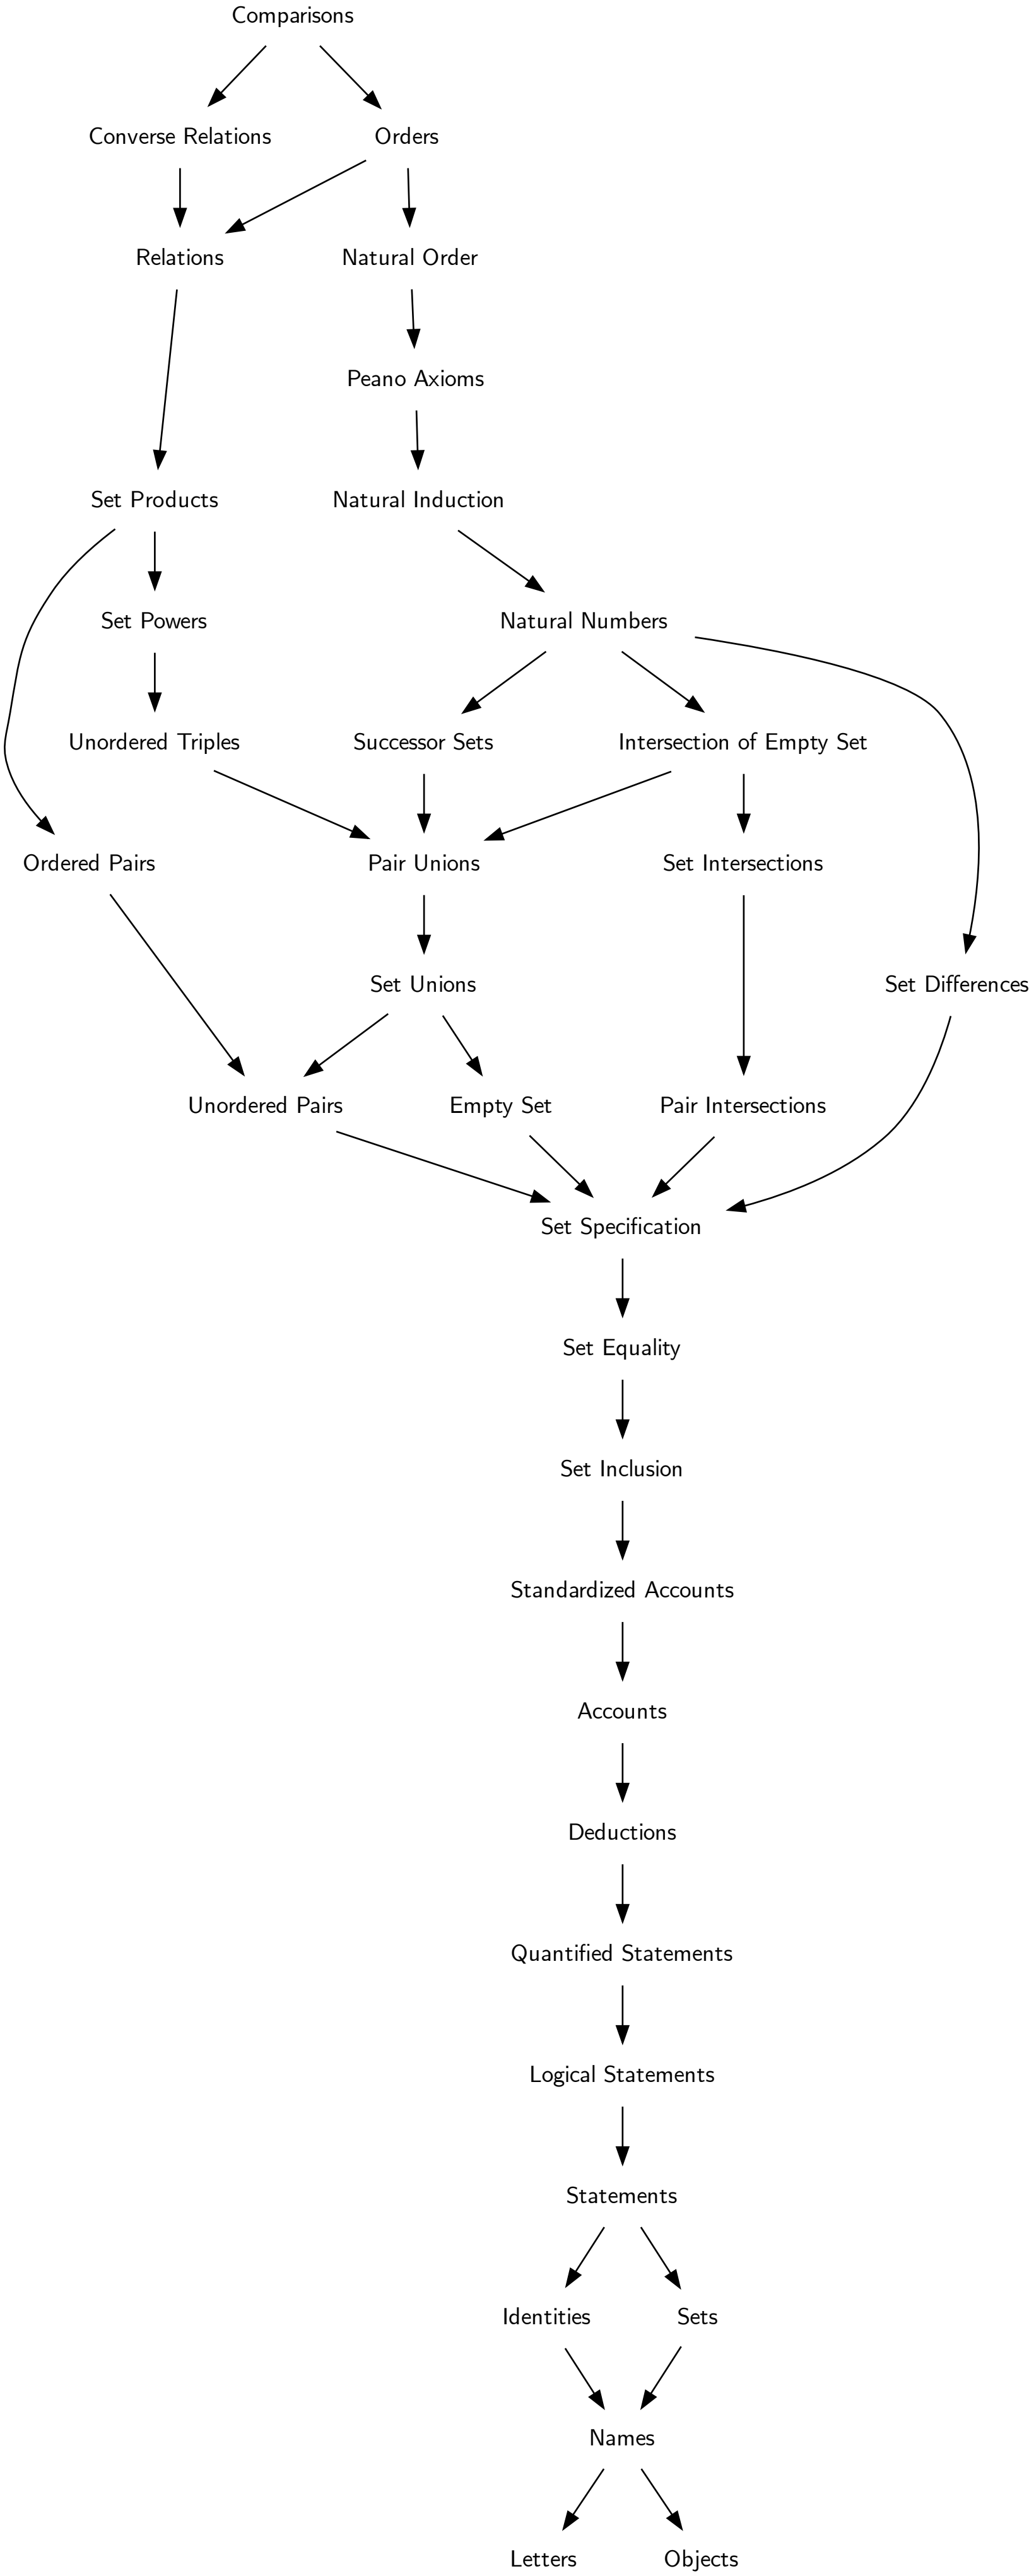 Comparisons
Converse Relations
Orders
Relations
Natural Order
Peano Axioms
Set Products
Natural Induction
Set Powers
Natural Numbers
Unordered Triples
Successor Sets
Intersection of Empty Set
Ordered Pairs
Pair Unions
Set Intersections
Set Unions
Set Differences
Unordered Pairs
Empty Set
Pair Intersections
Set Specification
Set Equality
Set Inclusion
Standardized Accounts
Accounts
Deductions
Quantified Statements
Logical Statements
Statements
Identities
Sets
Names
Letters
Objects